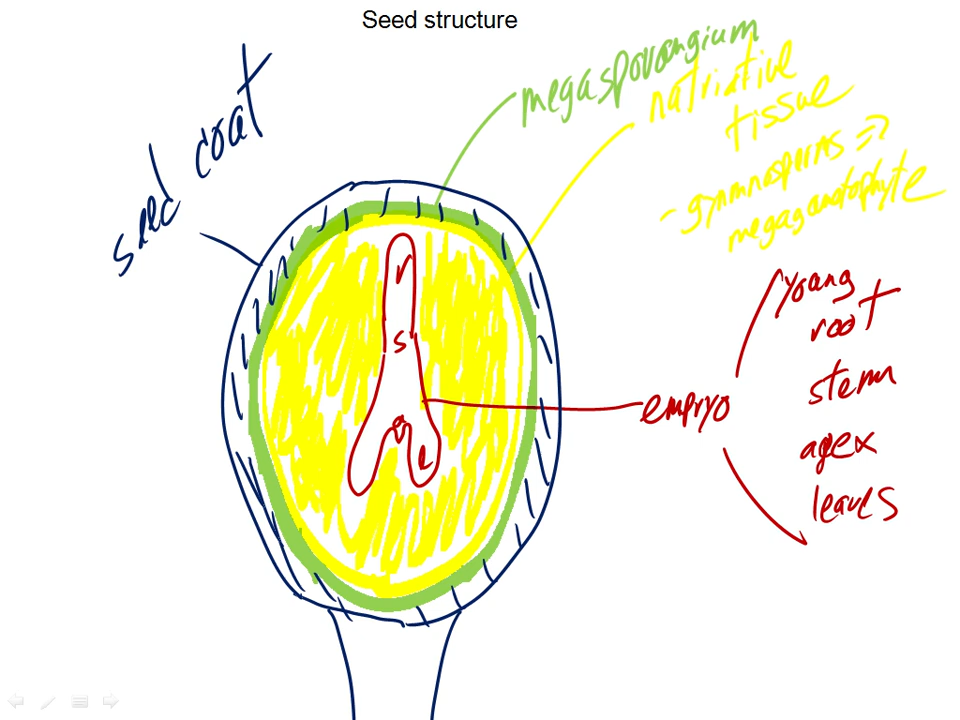 Seed structure
seed coat
megasporangium
nutritive
tissue
- gymnosperms =>
megagametophyte
r
s
a
l
embryo
young
root
stem
apex
leaves